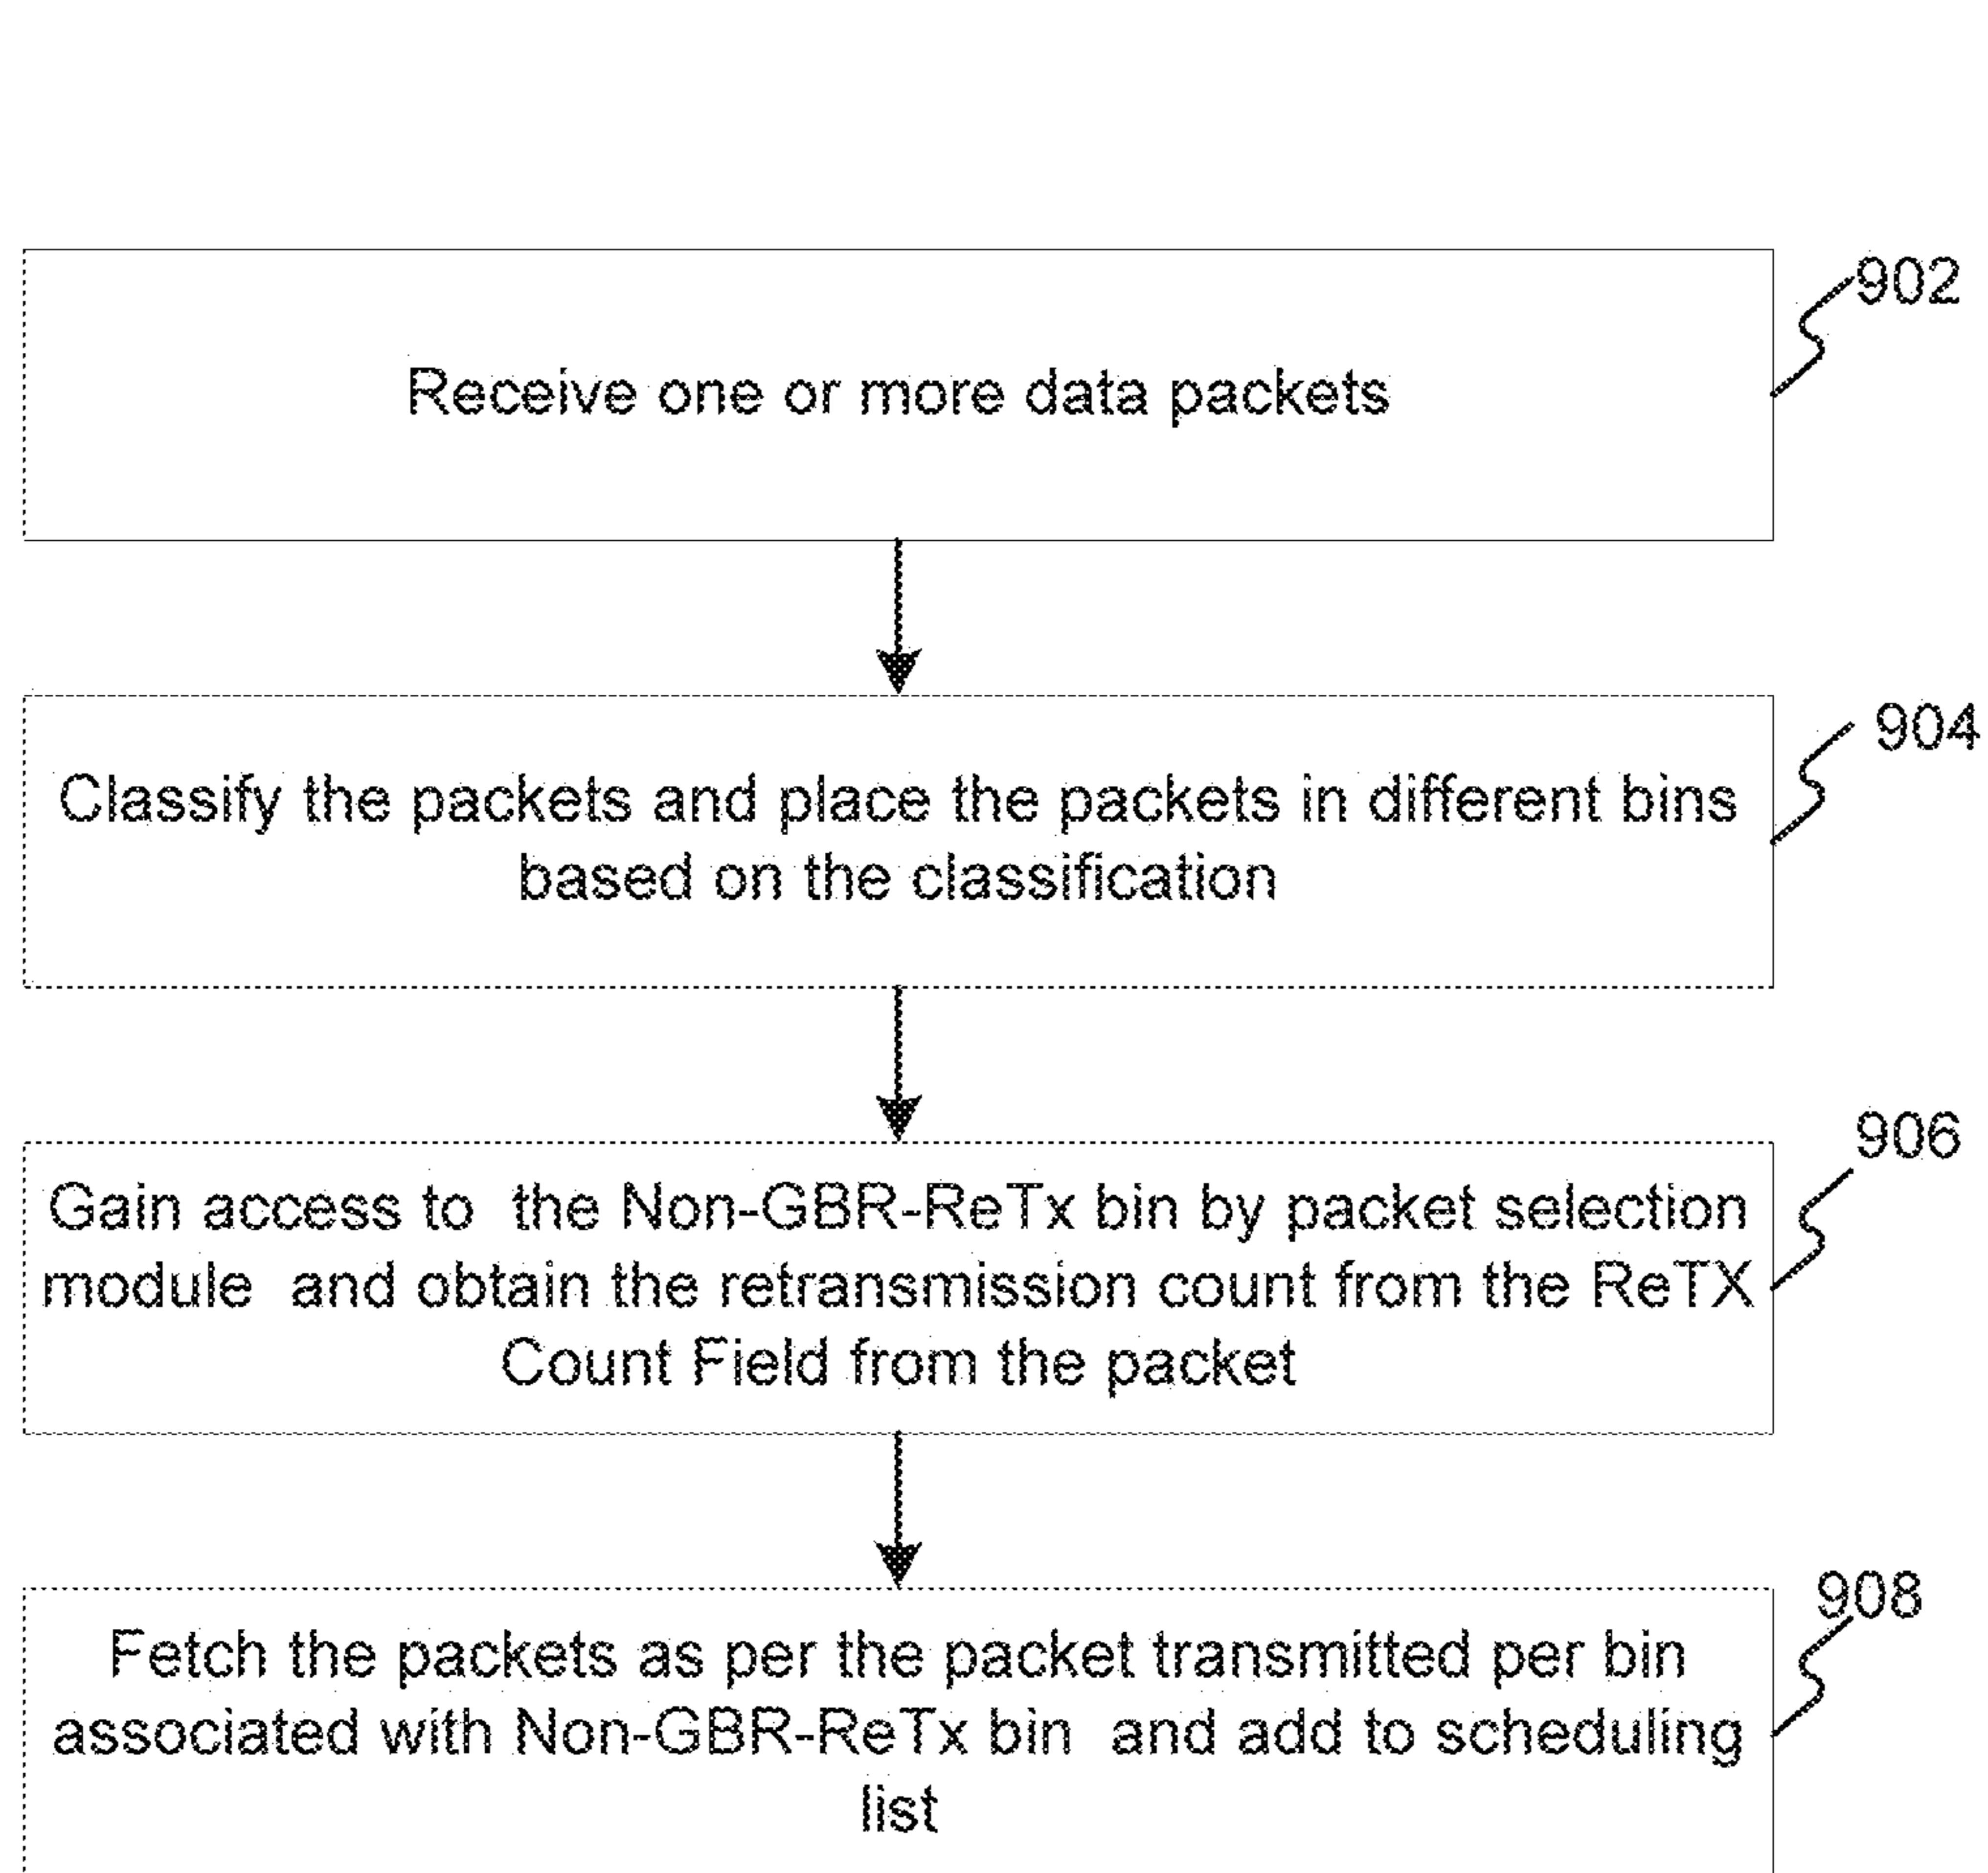 902
Receive one or more data packets
904
Classify the packets and place the packets in different bins
based on the classification
906
Gain access to the Non-GBR-ReTx bin by packet selection
module and obtain the retransmission count from the ReTX
Count Field from the packet
908
Fetch the packets as per the packet transmitted per bin
associated with Non-GBR-ReTx bin and add to scheduling
list